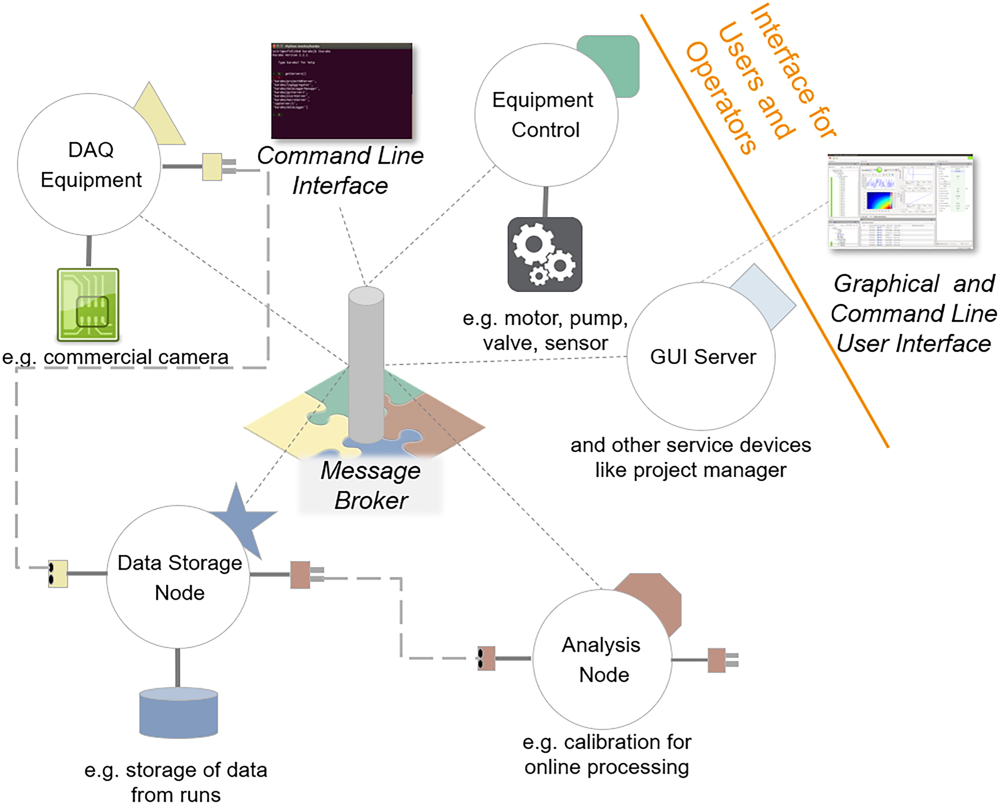 Interface for
Users and
Operators
Equipment
Control
DAQ
Equipment
Command Line
Interface
Graphical and
Command Line
User Interface
e.g. motor, pump,
valve, sensor
e.g. commercial camera
GUI Server
and other service devices
like project manager
Message
Broker
Data Storage
Node
Analysis
Node
e.g. calibration for
online processing
e.g. storage of data
from runs